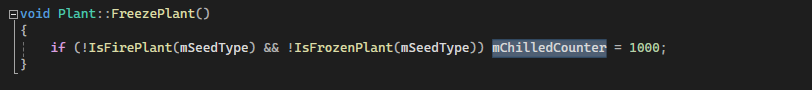 void Plant::FreezePlant()
{
if (!IsFirePlant(mSeedType) && !IsFrozenPlant(mSeedType)) mChilledCounter = 1000;
}